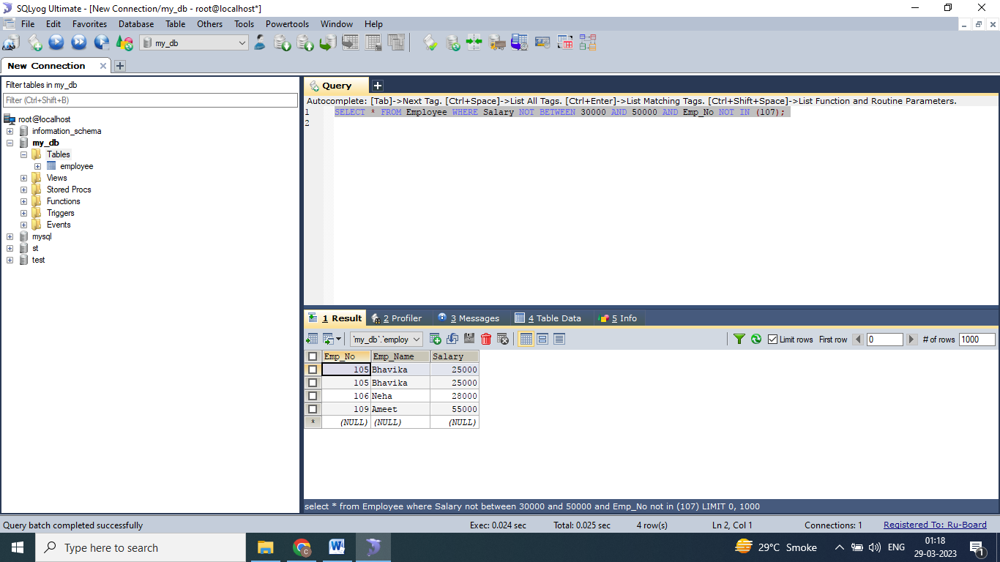 SQLyog Ultimate - [New Connection/my_db - root@localhost*]
File Edit Favorites Database Table Others Tools Powertools Window Help
my_db
New Connection
Filter tables in my_db
Filter (Ctrl+Shift+B)
root@localhost
information_schema
my_db
Tables
employee
Views
Stored Procs
Functions
Triggers
Events
mysql
st
test
Query
Autocomplete: [Tab]->Next Tag. [Ctrl+Space]->List All Tags. [Ctrl+Enter]->List Matching Tags. [Ctrl+Shift+Space]->List Function and Routine Parameters.
1 SELECT * FROM Employee WHERE Salary NOT BETWEEN 30000 AND 50000 AND Emp_No NOT IN (107);
2
1 Result 2 Profiler 3 Messages 4 Table Data 5 Info
`my_db`.`employ Limit rows First row 0 # of rows 1000
Emp_No Emp_Name Salary
105 Bhavika 25000
105 Bhavika 25000
106 Neha 28000
109 Ameet 55000
* (NULL) (NULL) (NULL)
select * from Employee where Salary not between 30000 and 50000 and Emp_No not in (107) LIMIT 0, 1000
Query batch completed successfully Exec: 0.024 sec Total: 0.025 sec 4 row(s) Ln 2, Col 1 Connections: 1 Registered To: Ru-Board
Type here to search 29°C Smoke ENG 01:18
29-03-2023 1